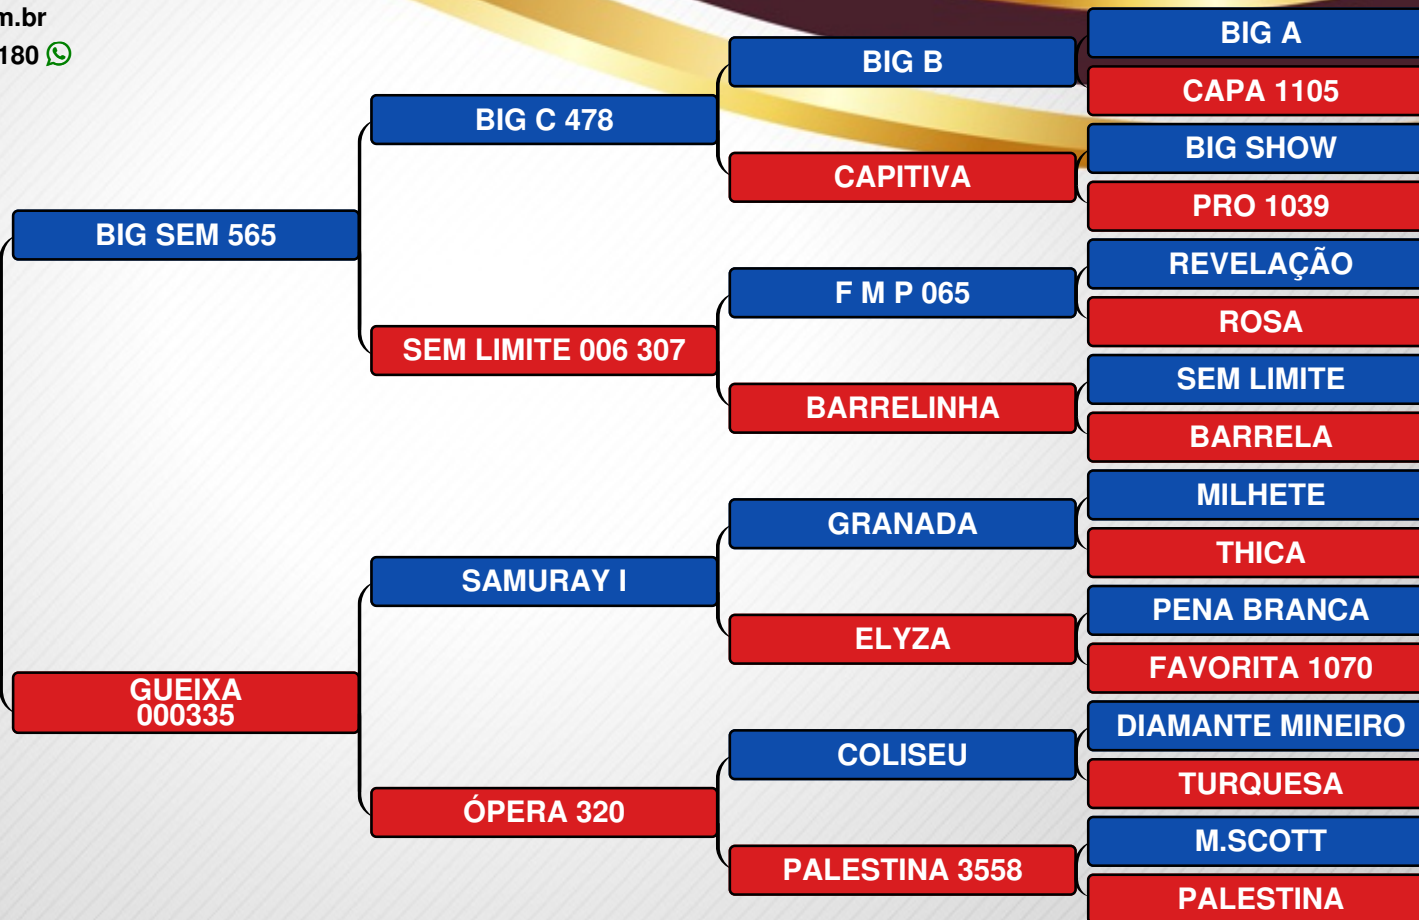 m.br
180
BIG A
BIG B
CAPA 1105
BIG C 478
BIG SHOW
CAPITIVA
PRO 1039
BIG SEM 565
REVELAÇÃO
F M P 065
ROSA
SEM LIMITE 006 307
SEM LIMITE
BARRELINHA
BARRELA
MILHETE
GRANADA
THICA
SAMURAY I
PENA BRANCA
ELYZA
FAVORITA 1070
GUEIXA
000335
DIAMANTE MINEIRO
COLISEU
TURQUESA
ÓPERA 320
M.SCOTT
PALESTINA 3558
PALESTINA